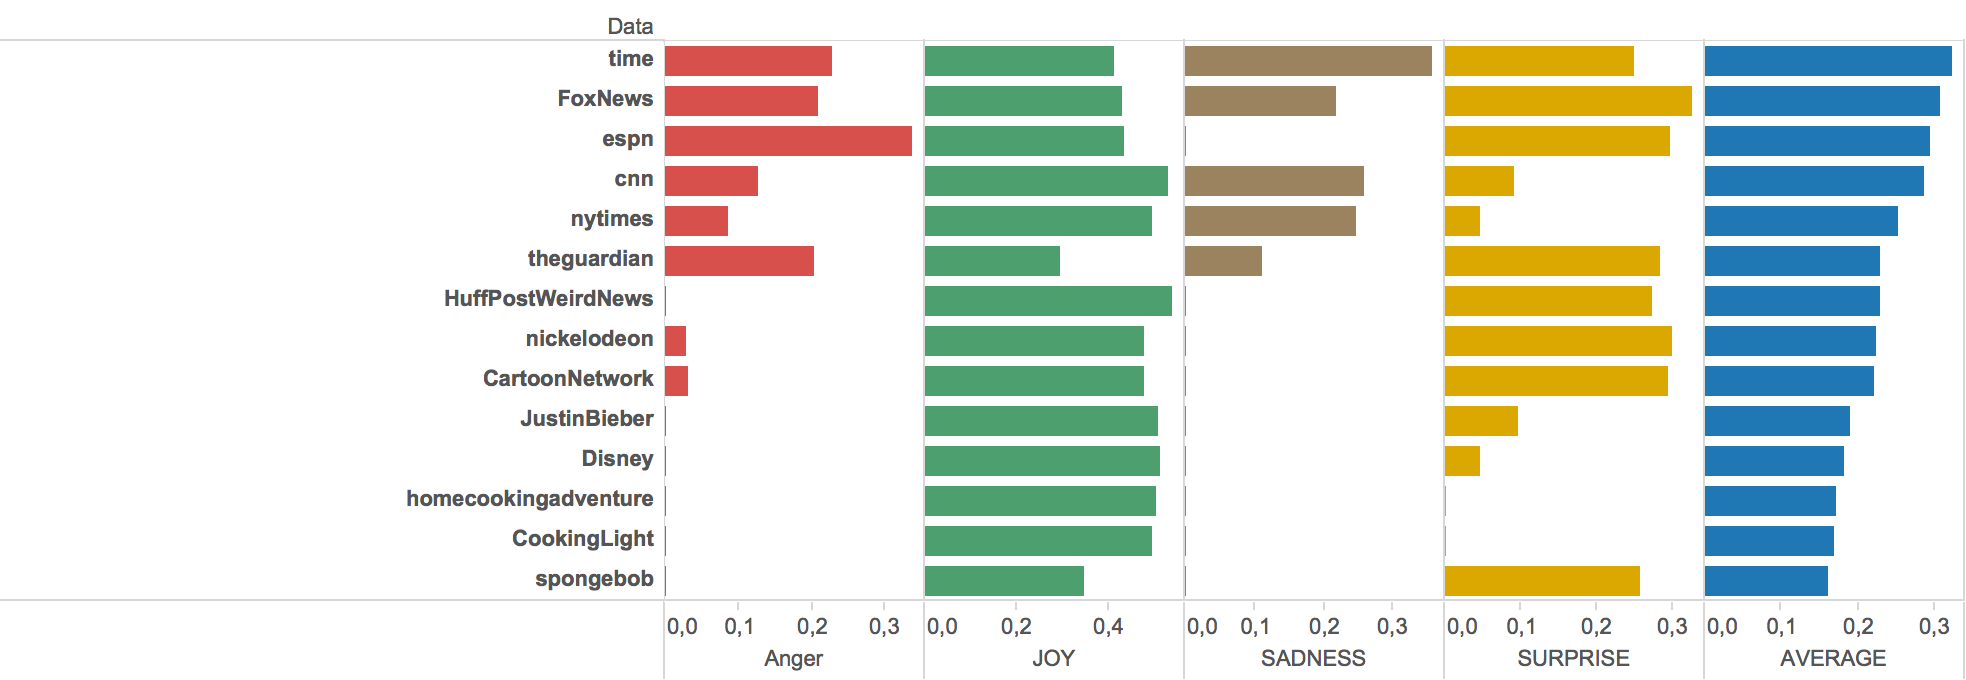 Data
time
FoxNews
espn
cnn
nytimes
theguardian
HuffPostWeirdNews
nickelodeon
CartoonNetwork
JustinBieber
Disney
homecookingadventure
CookingLight
spongebob
0,0 0,1 0,2 0,3 0,0 0,2 0,4 0,0 0,1 0,2 0,3 0,0 0,1 0,2 0,3 0,0 0,1 0,2 0,3
Anger JOY SADNESS SURPRISE AVERAGE